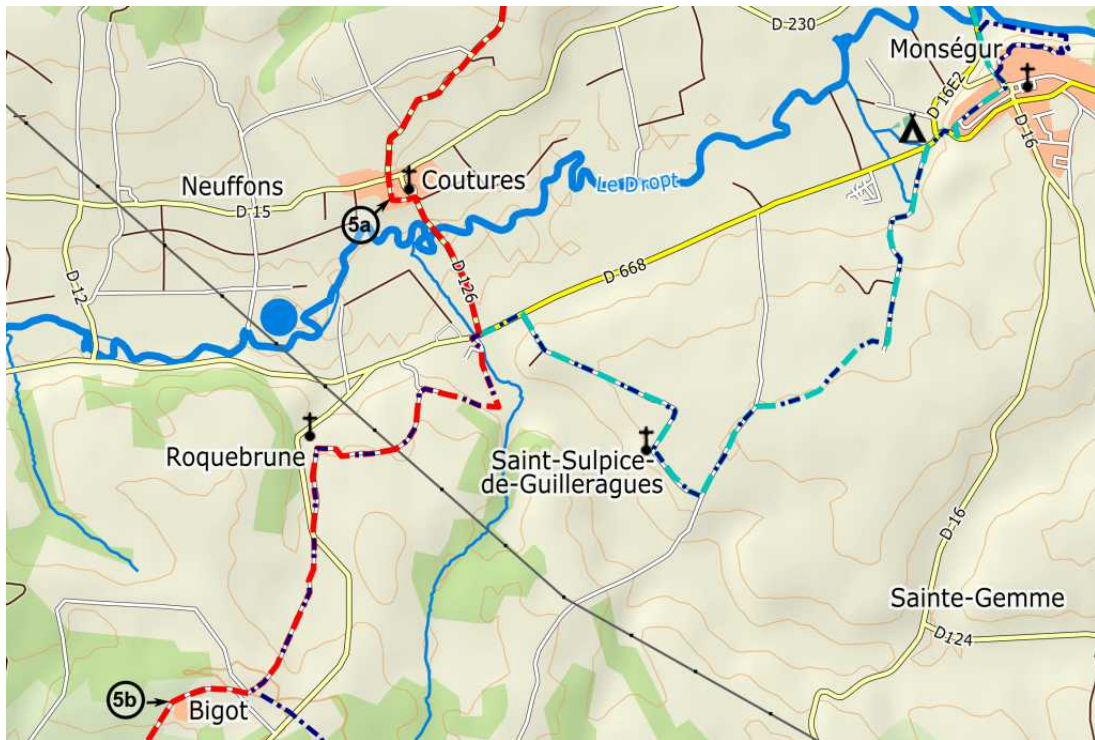 D 230
Monségur
D 16E2
D 16
Neuffons
Coutures
Le Dropt
D 15
5a
D 126
D 668
D 12
Roquebrune
Saint-Sulpice-
de-Guilleragues
D 16
Sainte-Gemme
D124
5b
Bigot